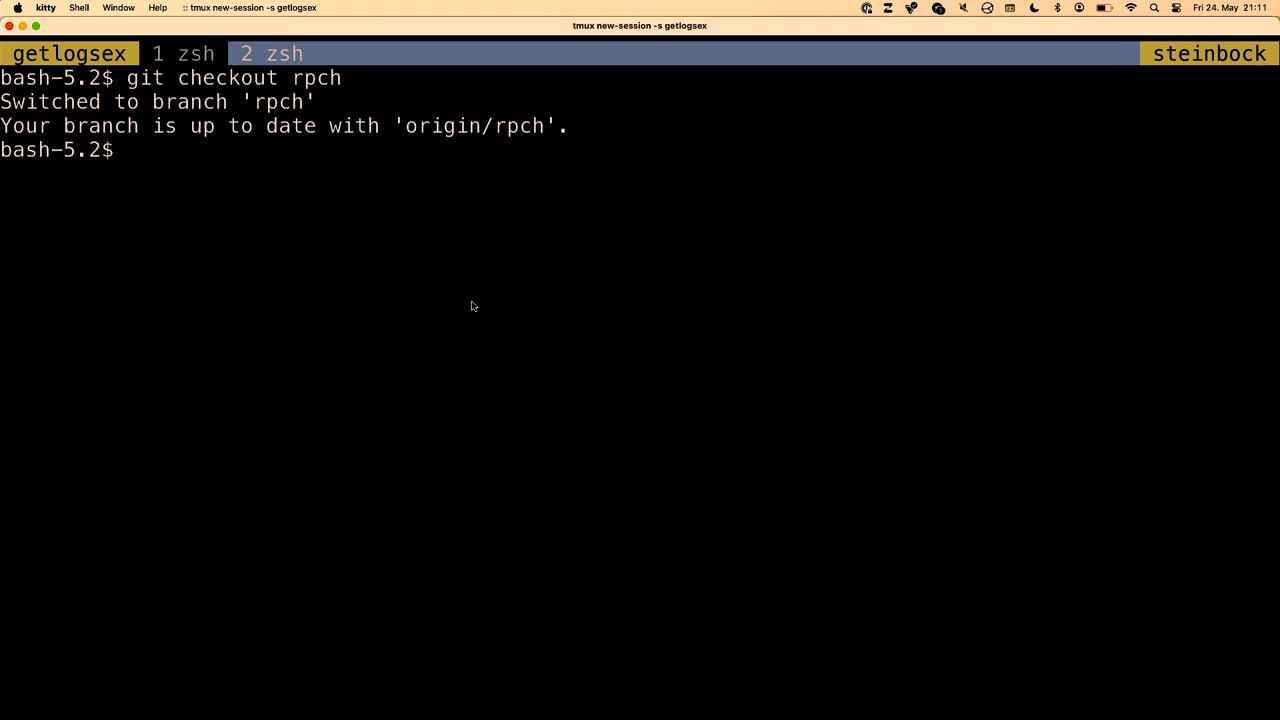 kitty Shell Window Help :: tmux new-session -s getlogsex Fri 24. May 21:11
tmux new-session -s getlogsex
getlogsex 1 zsh 2 zsh steinbock
bash-5.2$ git checkout rpch
Switched to branch 'rpch'
Your branch is up to date with 'origin/rpch'.
bash-5.2$